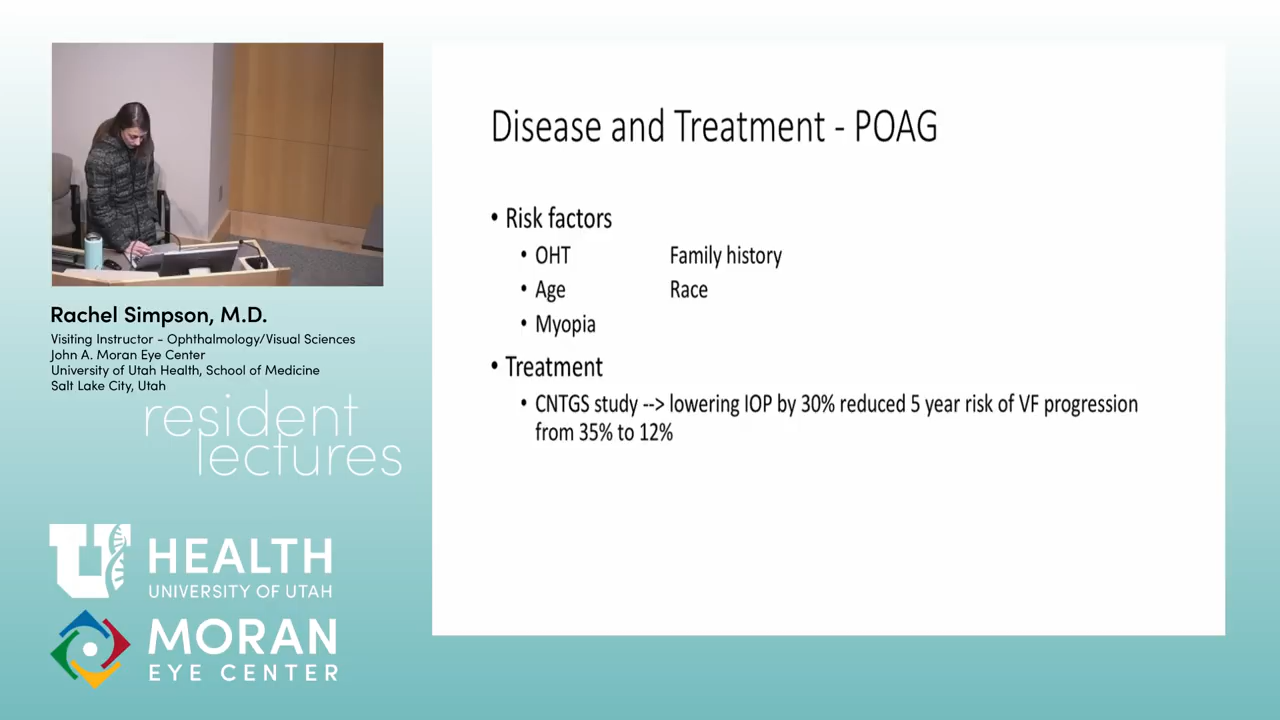 Disease and Treatment - POAG
• Risk factors
• OHT Family history
• Age Race
• Myopia
• Treatment
• CNTGS study --> lowering IOP by 30% reduced 5 year risk of VF progression
from 35% to 12%
Rachel Simpson, M.D.
Visiting Instructor - Ophthalmology/Visual Sciences
John A. Moran Eye Center
University of Utah Health, School of Medicine
Salt Lake City, Utah
resident
lectures
U HEALTH
UNIVERSITY OF UTAH
MORAN
EYE CENTER